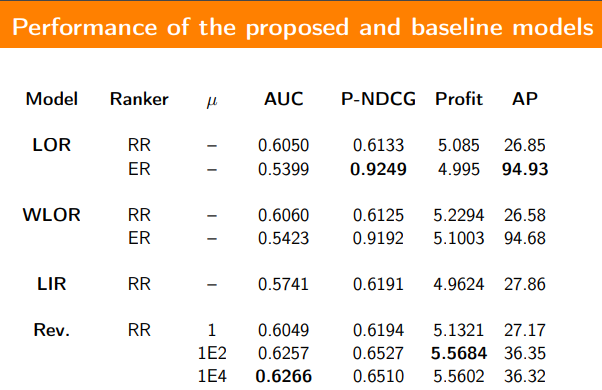 Performance of the proposed and baseline models
Model Ranker μ AUC P-NDCG Profit AP
LOR RR – 0.6050 0.6133 5.085 26.85
ER – 0.5399 0.9249 4.995 94.93
WLOR RR – 0.6060 0.6125 5.2294 26.58
ER – 0.5423 0.9192 5.1003 94.68
LIR RR – 0.5741 0.6191 4.9624 27.86
Rev. RR 1 0.6049 0.6194 5.1321 27.17
1E2 0.6257 0.6527 5.5684 36.35
1E4 0.6266 0.6510 5.5602 36.32